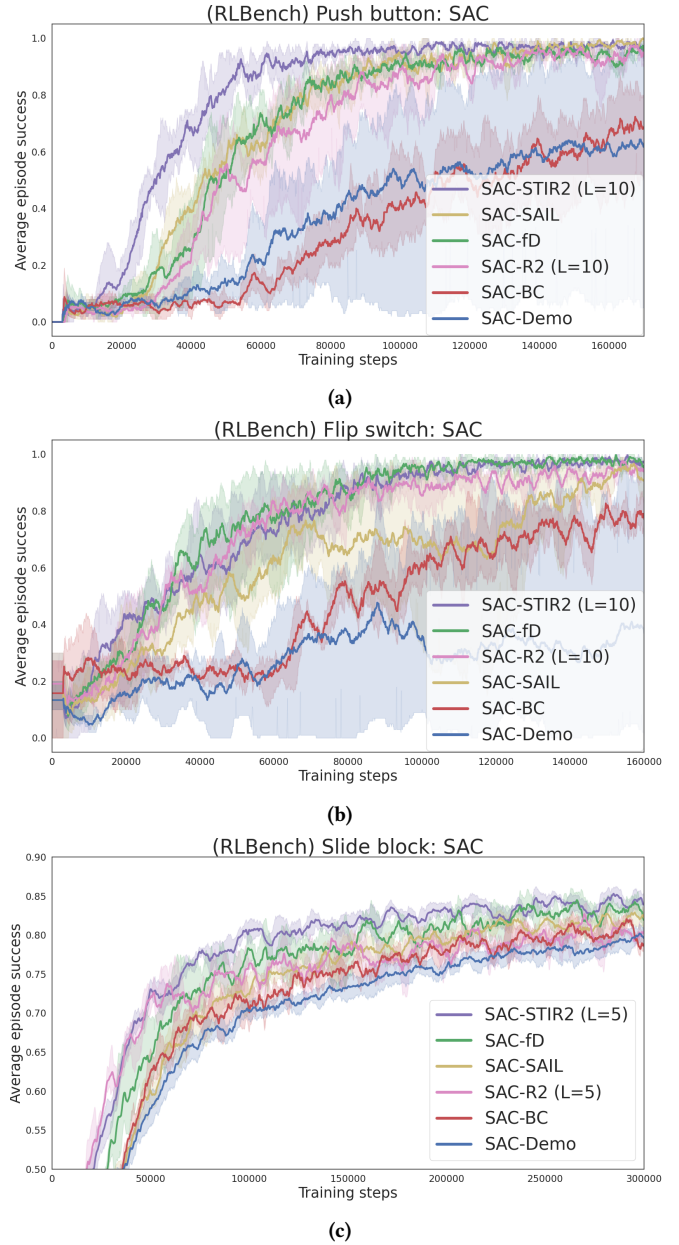 (RLBench) Push button: SAC
Average episode success
1.0
0.8
0.6
0.4
0.2
0.0
SAC-STIR2 (L=10)
SAC-SAIL
SAC-fD
SAC-R2 (L=10)
SAC-BC
SAC-Demo
0 20000 40000 60000 80000 100000 120000 140000 160000
Training steps
(a)
(RLBench) Flip switch: SAC
Average episode success
1.0
0.8
0.6
0.4
0.2
0.0
SAC-STIR2 (L=10)
SAC-fD
SAC-R2 (L=10)
SAC-SAIL
SAC-BC
SAC-Demo
0 20000 40000 60000 80000 100000 120000 140000 160000
Training steps
(b)
(RLBench) Slide block: SAC
Average episode success
0.90
0.85
0.80
0.75
0.70
0.65
0.60
0.55
0.50
SAC-STIR2 (L=5)
SAC-fD
SAC-SAIL
SAC-R2 (L=5)
SAC-BC
SAC-Demo
0 50000 100000 150000 200000 250000 300000
Training steps
(c)